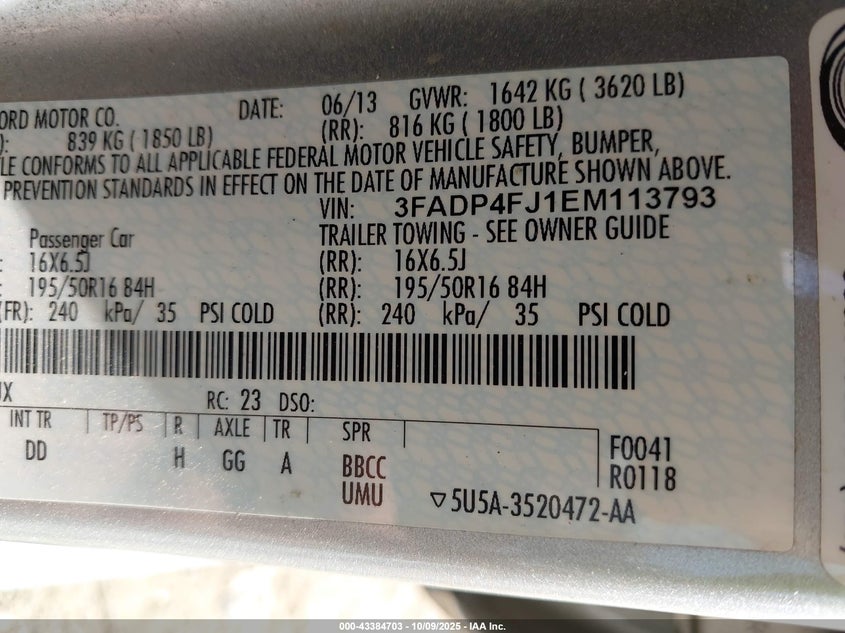 ORD MOTOR CO. DATE: 06/13 GVWR: 1642 KG ( 3620 LB)
): 839 KG ( 1850 LB) (RR): 816 KG ( 1800 LB)
LE CONFORMS TO ALL APPLICABLE FEDERAL MOTOR VEHICLE SAFETY, BUMPER,
PREVENTION STANDARDS IN EFFECT ON THE DATE OF MANUFACTURE SHOWN ABOVE.
VIN: 3FADP4FJ1EM113793
Passenger Car TRAILER TOWING - SEE OWNER GUIDE
: 16X6.5J (RR): 16X6.5J
: 195/50R16 84H (RR): 195/50R16 84H
(FR): 240 kPa/ 35 PSI COLD (RR): 240 kPa/ 35 PSI COLD
UX RC: 23 DSO:
INT TR TP/PS R AXLE TR SPR F0041
DD H GG A BBCC R0118
UMU ▽5U5A-3520472-AA
000-43384703 - 10/09/2025 - IAA Inc.